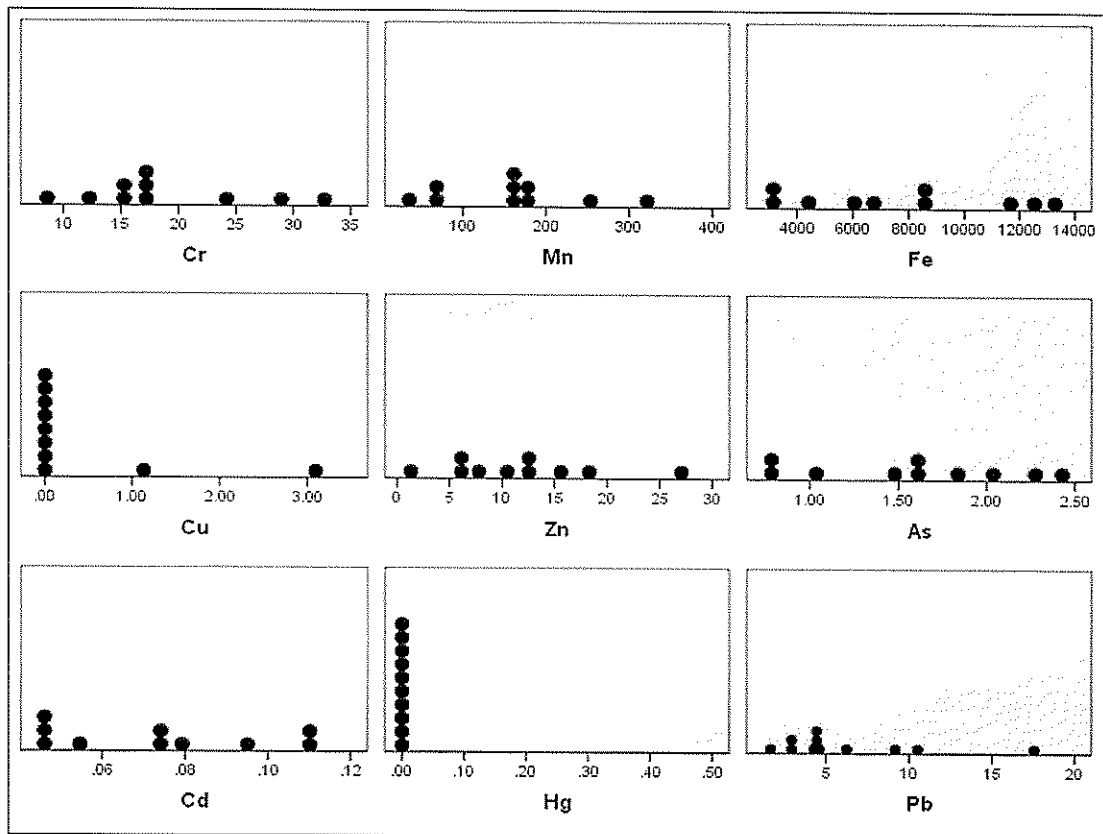 10 15 20 25 30 35
Cr
100 200 300 400
Mn
4000 6000 8000 10000 12000 14000
Fe
.00 1.00 2.00 3.00
Cu
0 5 10 15 20 25 30
Zn
1.00 1.50 2.00 2.50
As
.06 .08 .10 .12
Cd
.00 .10 .20 .30 .40 .50
Hg
5 10 15 20
Pb